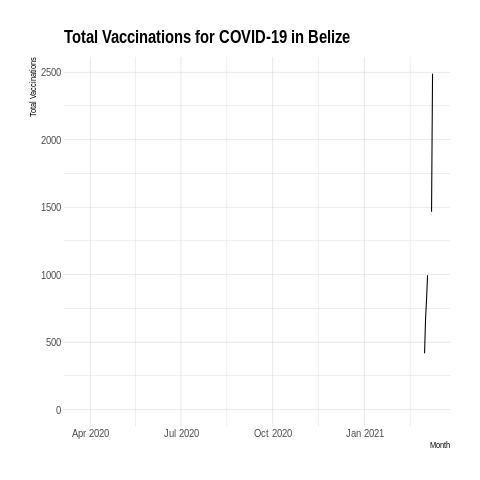 Total Vaccinations for COVID-19 in Belize
Total Vaccinations
2500
2000
1500
1000
500
0
Apr 2020 Jul 2020 Oct 2020 Jan 2021
Month